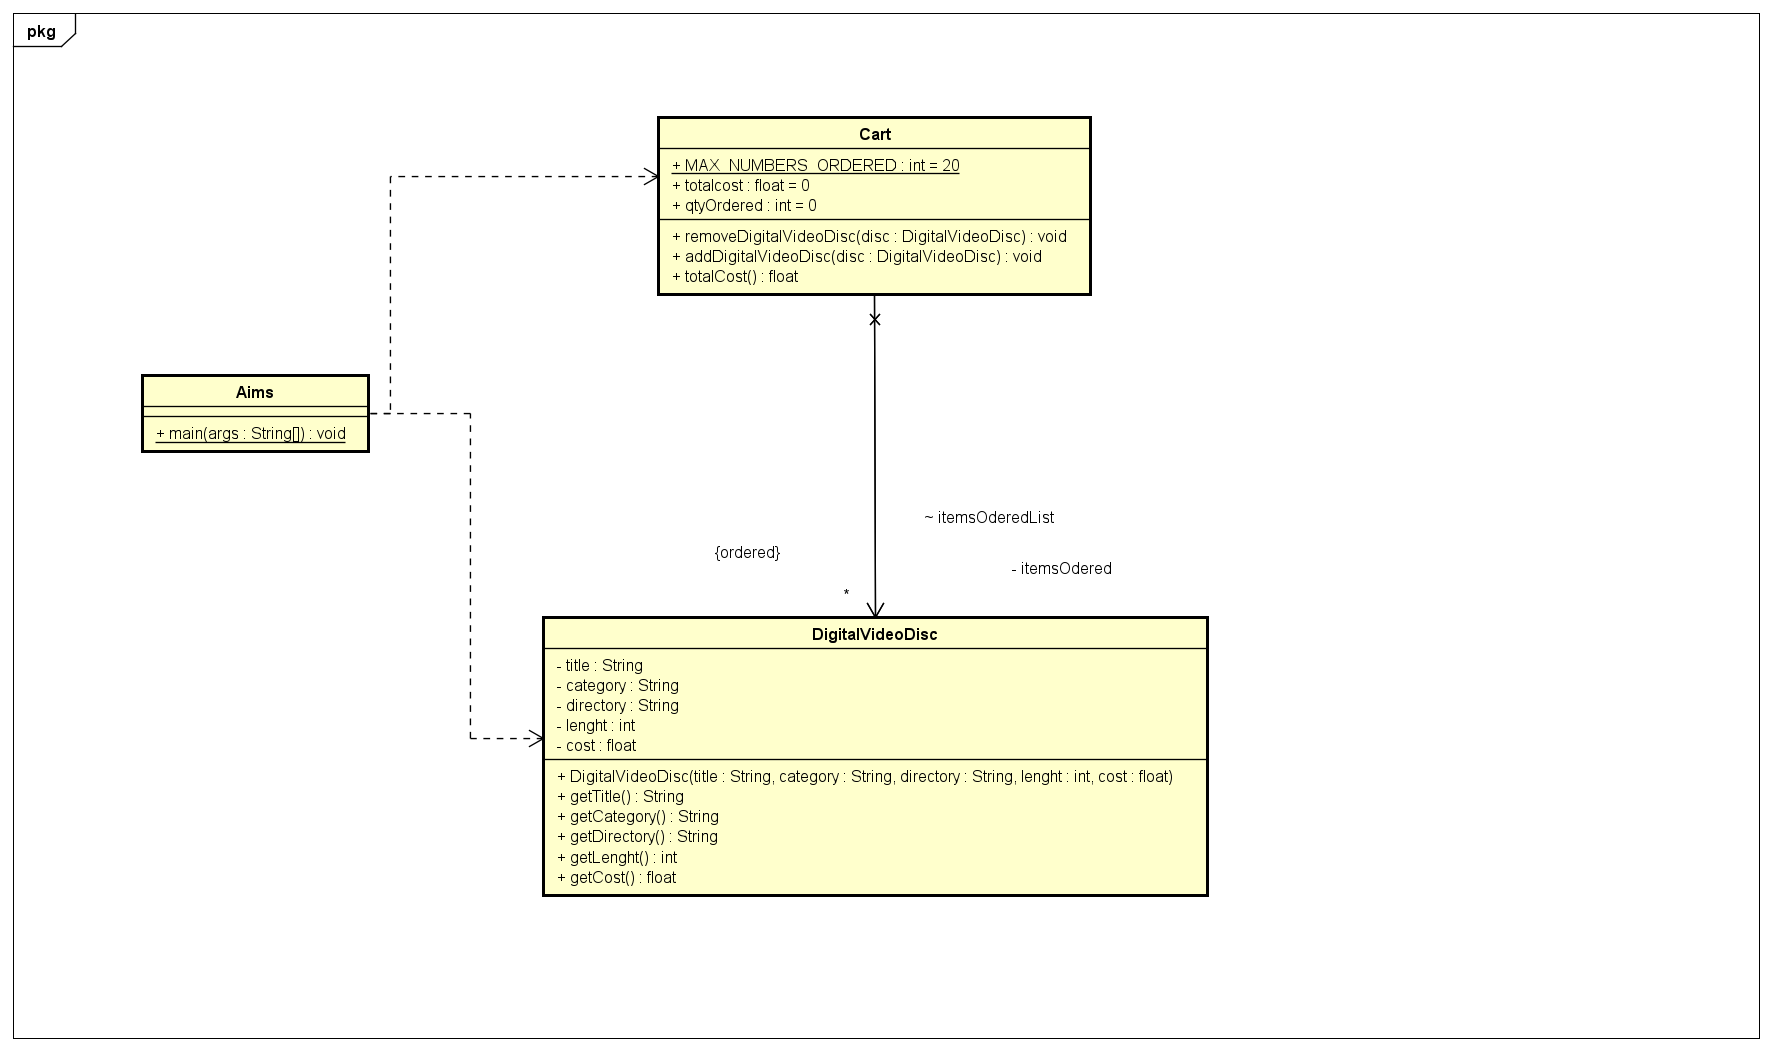 pkg
Cart
+ MAX_NUMBERS_ORDERED : int = 20
+ totalcost : float = 0
+ qtyOrdered : int = 0
+ removeDigitalVideoDisc(disc : DigitalVideoDisc) : void
+ addDigitalVideoDisc(disc : DigitalVideoDisc) : void
+ totalCost() : float
Aims
+ main(args : String[]) : void
~ itemsOderedList
{ordered}
- itemsOdered
*
DigitalVideoDisc
- title : String
- category : String
- directory : String
- lenght : int
- cost : float
+ DigitalVideoDisc(title : String, category : String, directory : String, lenght : int, cost : float)
+ getTitle() : String
+ getCategory() : String
+ getDirectory() : String
+ getLenght() : int
+ getCost() : float